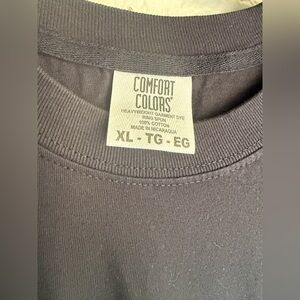 COMFORT
COLORS®
HEAVYWEIGHT GARMENT DYE
RING SPUN
100% COTTON
MADE IN NICARAGUA
XL - TG - EG